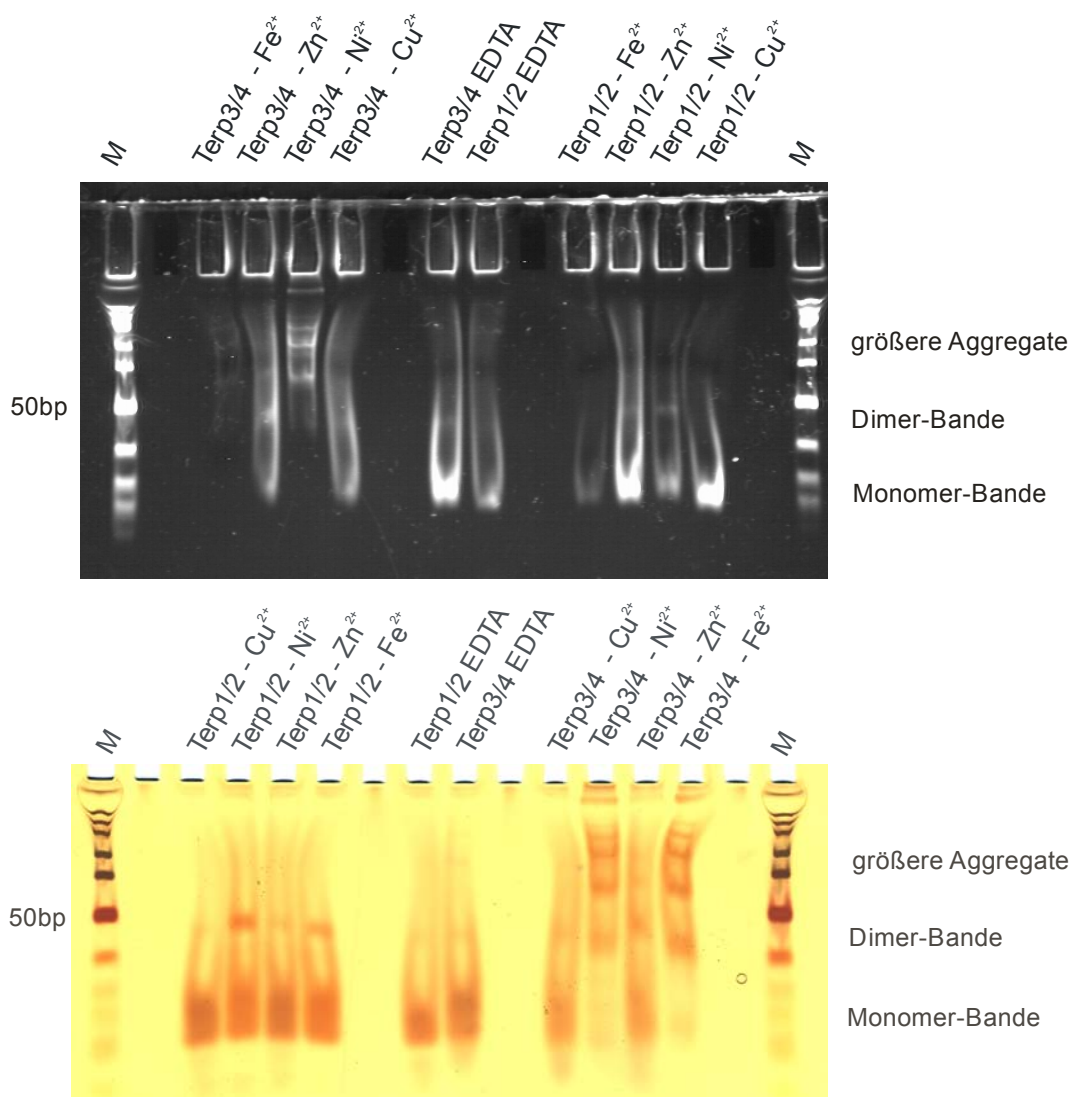 M
Terp3/4 - Fe²⁺
Terp3/4 - Zn²⁺
Terp3/4 - Ni²⁺
Terp3/4 - Cu²⁺
Terp3/4 EDTA
Terp1/2 EDTA
Terp1/2 - Fe²⁺
Terp1/2 - Zn²⁺
Terp1/2 - Ni²⁺
Terp1/2 - Cu²⁺
M
größere Aggregate
50bp
Dimer-Bande
Monomer-Bande
M
Terp1/2 - Cu²⁺
Terp1/2 - Ni²⁺
Terp1/2 - Zn²⁺
Terp1/2 - Fe²⁺
Terp1/2 EDTA
Terp3/4 EDTA
Terp3/4 - Cu²⁺
Terp3/4 - Ni²⁺
Terp3/4 - Zn²⁺
Terp3/4 - Fe²⁺
M
größere Aggregate
50bp
Dimer-Bande
Monomer-Bande